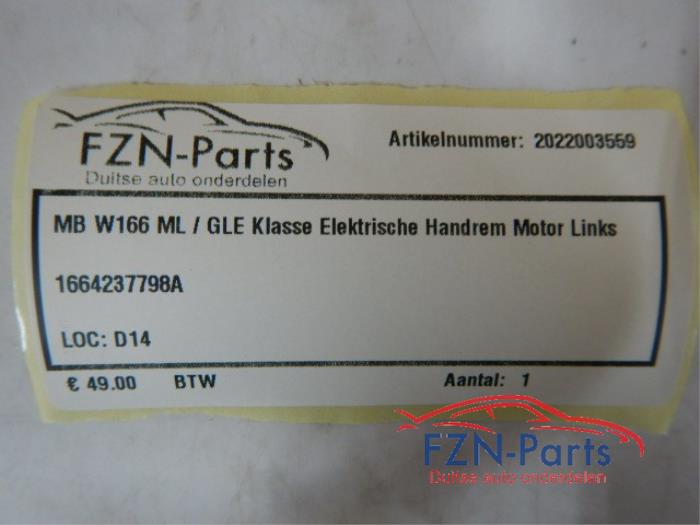 FZN-Parts
Duitse auto onderdelen
Artikelnummer: 2022003559
MB W166 ML / GLE Klasse Elektrische Handrem Motor Links
1664237798A
LOC: D14
€ 49.00 BTW Aantal: 1
FZN-Parts
Duitse auto onderdelen